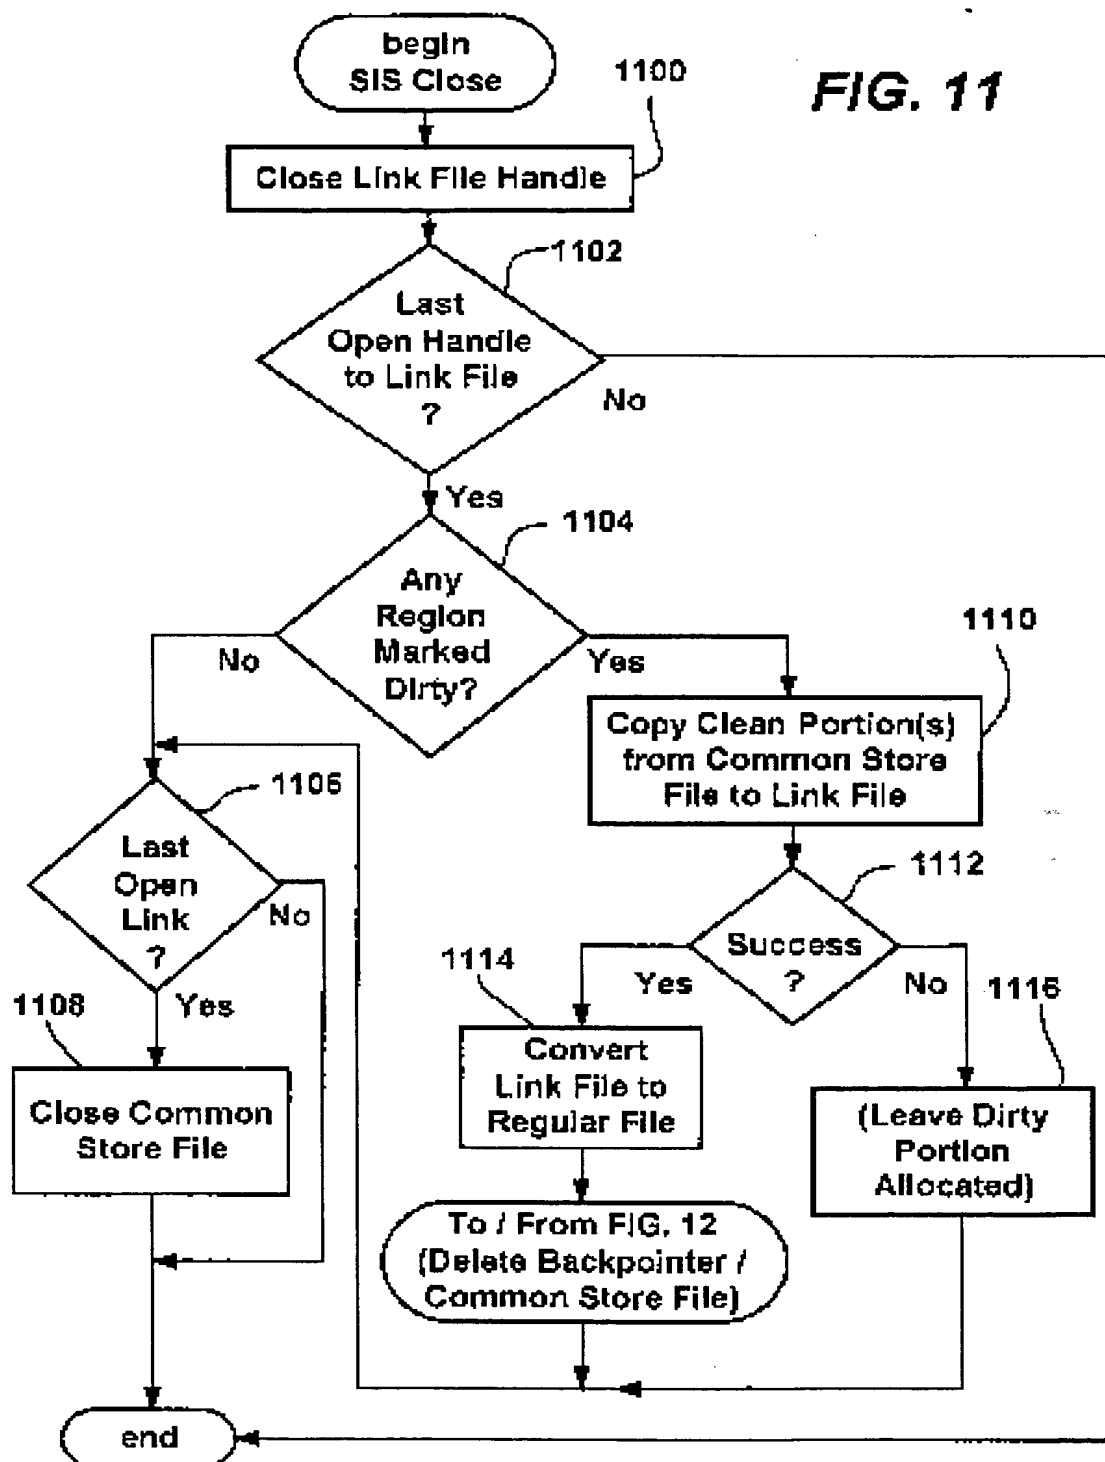 begin
SIS Close
1100
FIG. 11
Close Link File Handle
1102
Last
Open Handle
to Link File
?
No
Yes
1104
Any
Region
Marked
Dirty?
No
Yes
1110
Copy Clean Portion(s)
from Common Store
File to Link File
1106
Last
Open
Link
?
No
Yes
1112
Success
?
Yes
No
1108
Close Common
Store File
1114
Convert
Link File to
Regular File
1116
(Leave Dirty
Portion
Allocated)
To / From FIG. 12
(Delete Backpointer /
Common Store File)
end